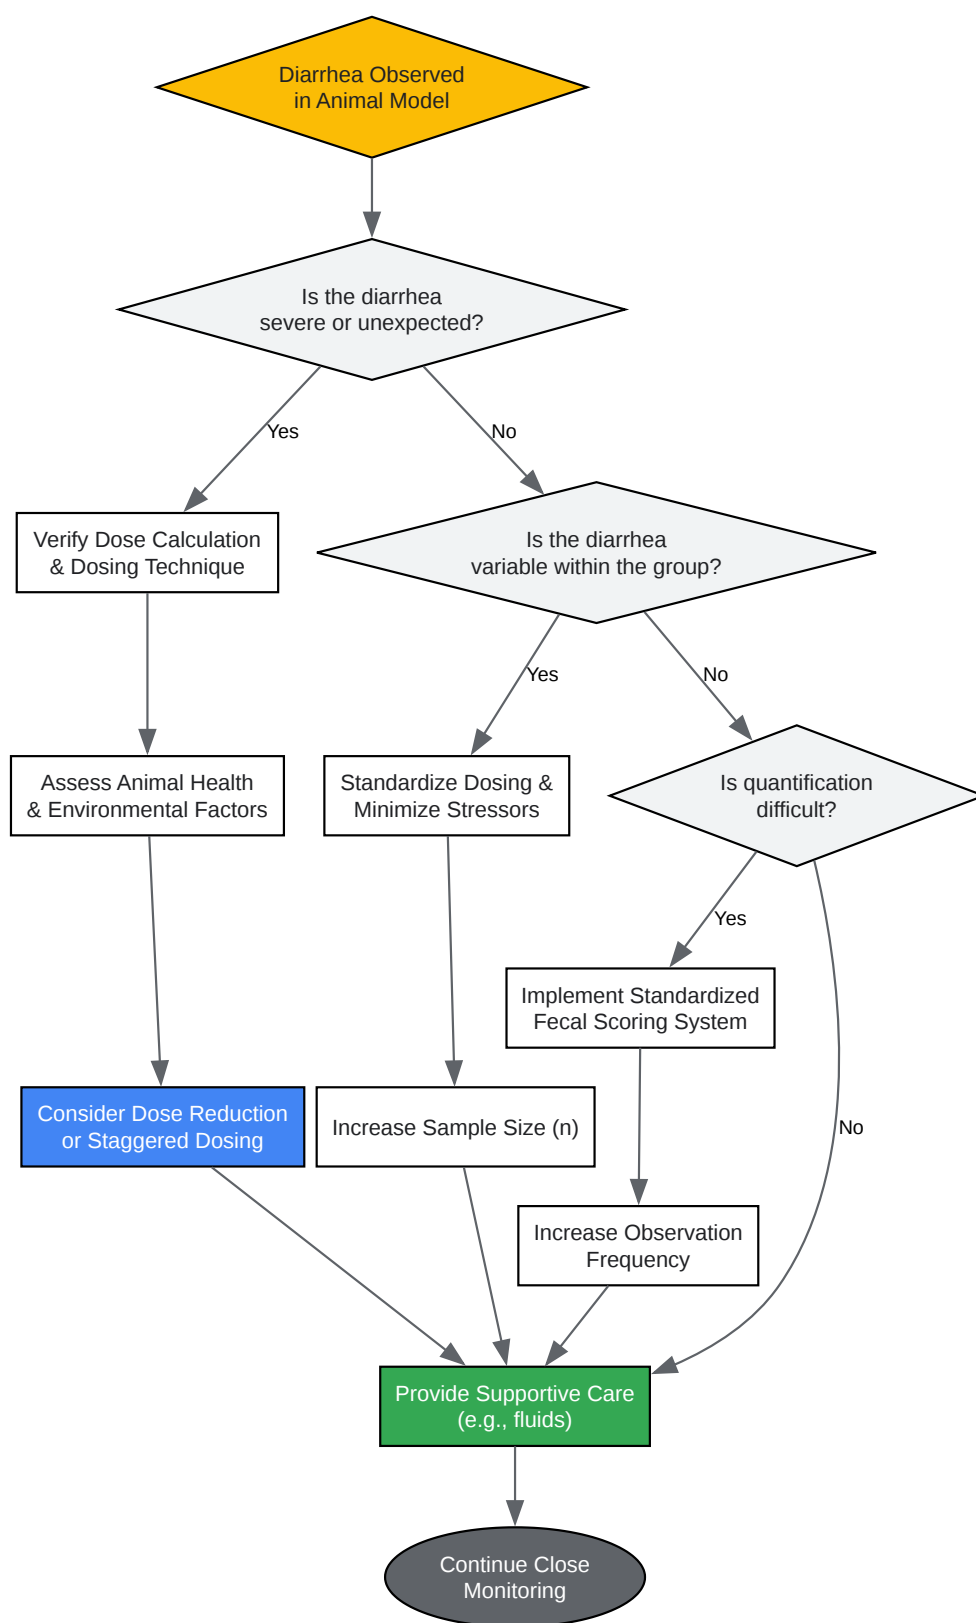 Diarrhea Observed
in Animal Model
Is the diarrhea
severe or unexpected?
Yes
No
Verify Dose Calculation
& Dosing Technique
Is the diarrhea
variable within the group?
Yes
No
Assess Animal Health
& Environmental Factors
Standardize Dosing &
Minimize Stressors
Is quantification
difficult?
Yes
No
Implement Standardized
Fecal Scoring System
Consider Dose Reduction
or Staggered Dosing
Increase Sample Size (n)
Increase Observation
Frequency
Provide Supportive Care
(e.g., fluids)
Continue Close
Monitoring